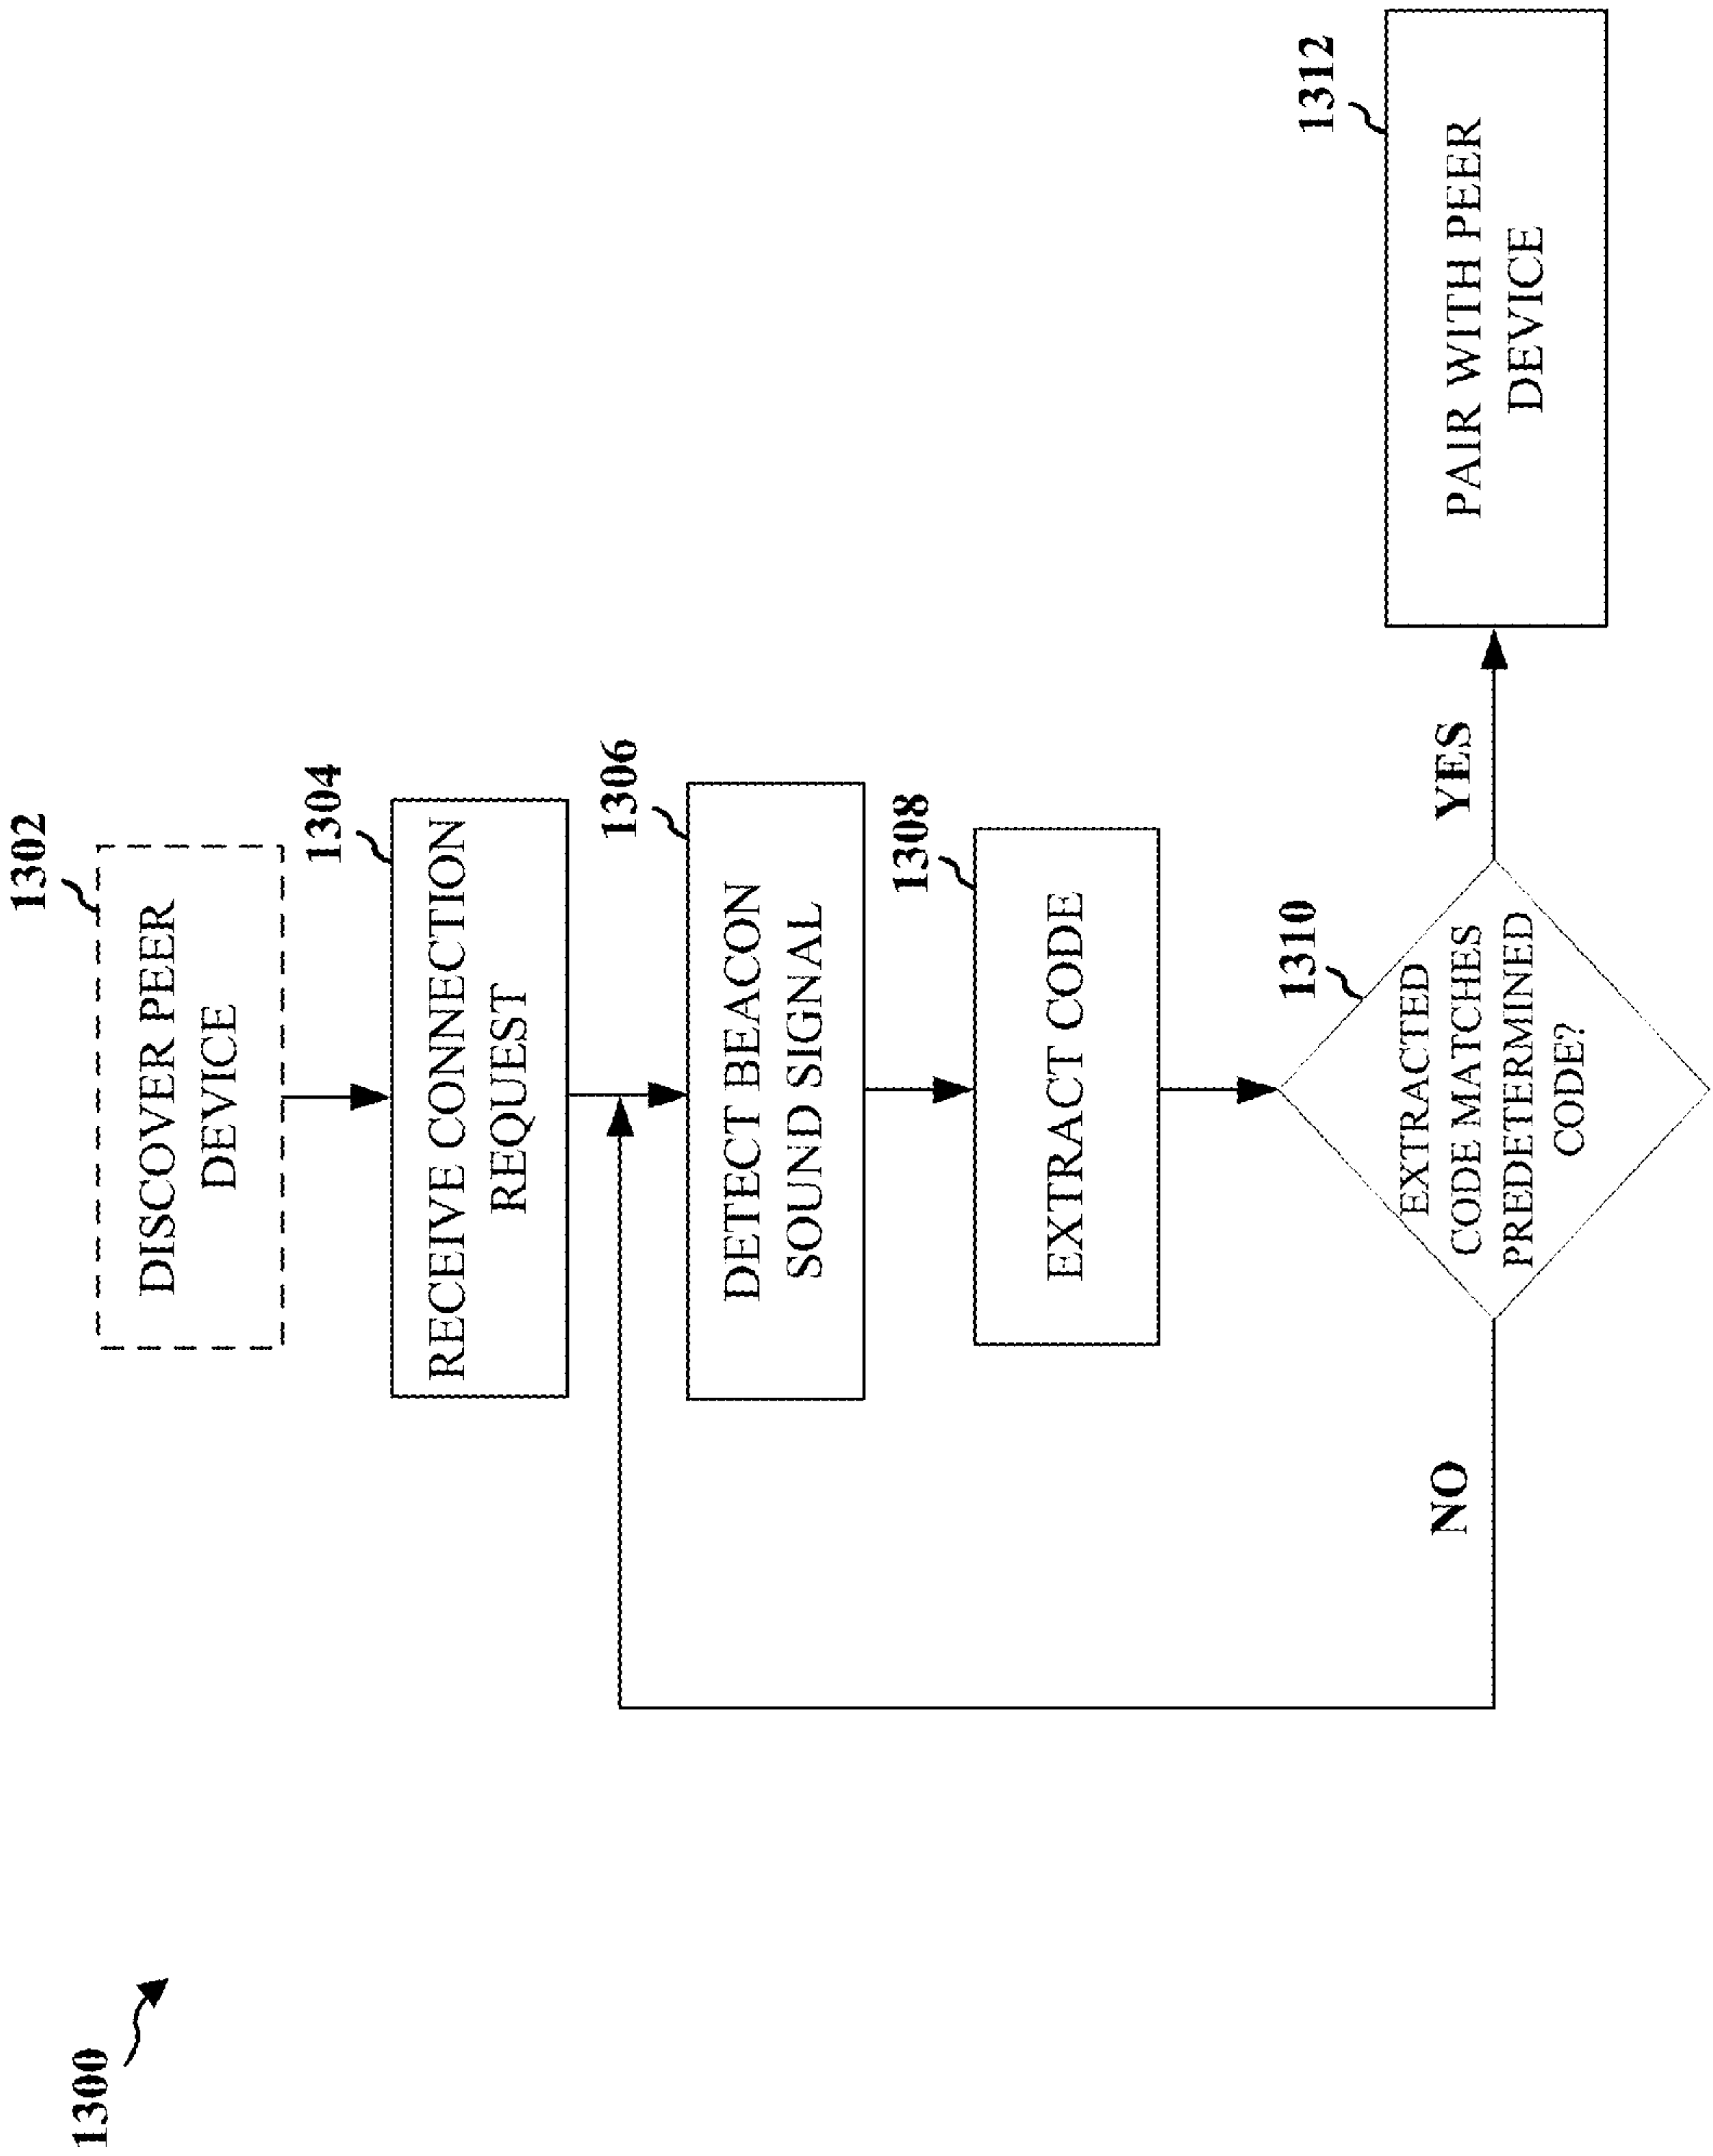 1300
1302
DISCOVER PEER
DEVICE
1304
RECEIVE CONNECTION
REQUEST
1306
DETECT BEACON
SOUND SIGNAL
1308
EXTRACT CODE
1310
EXTRACTED
CODE MATCHES
PREDETERMINED
CODE?
NO
YES
1312
PAIR WITH PEER
DEVICE